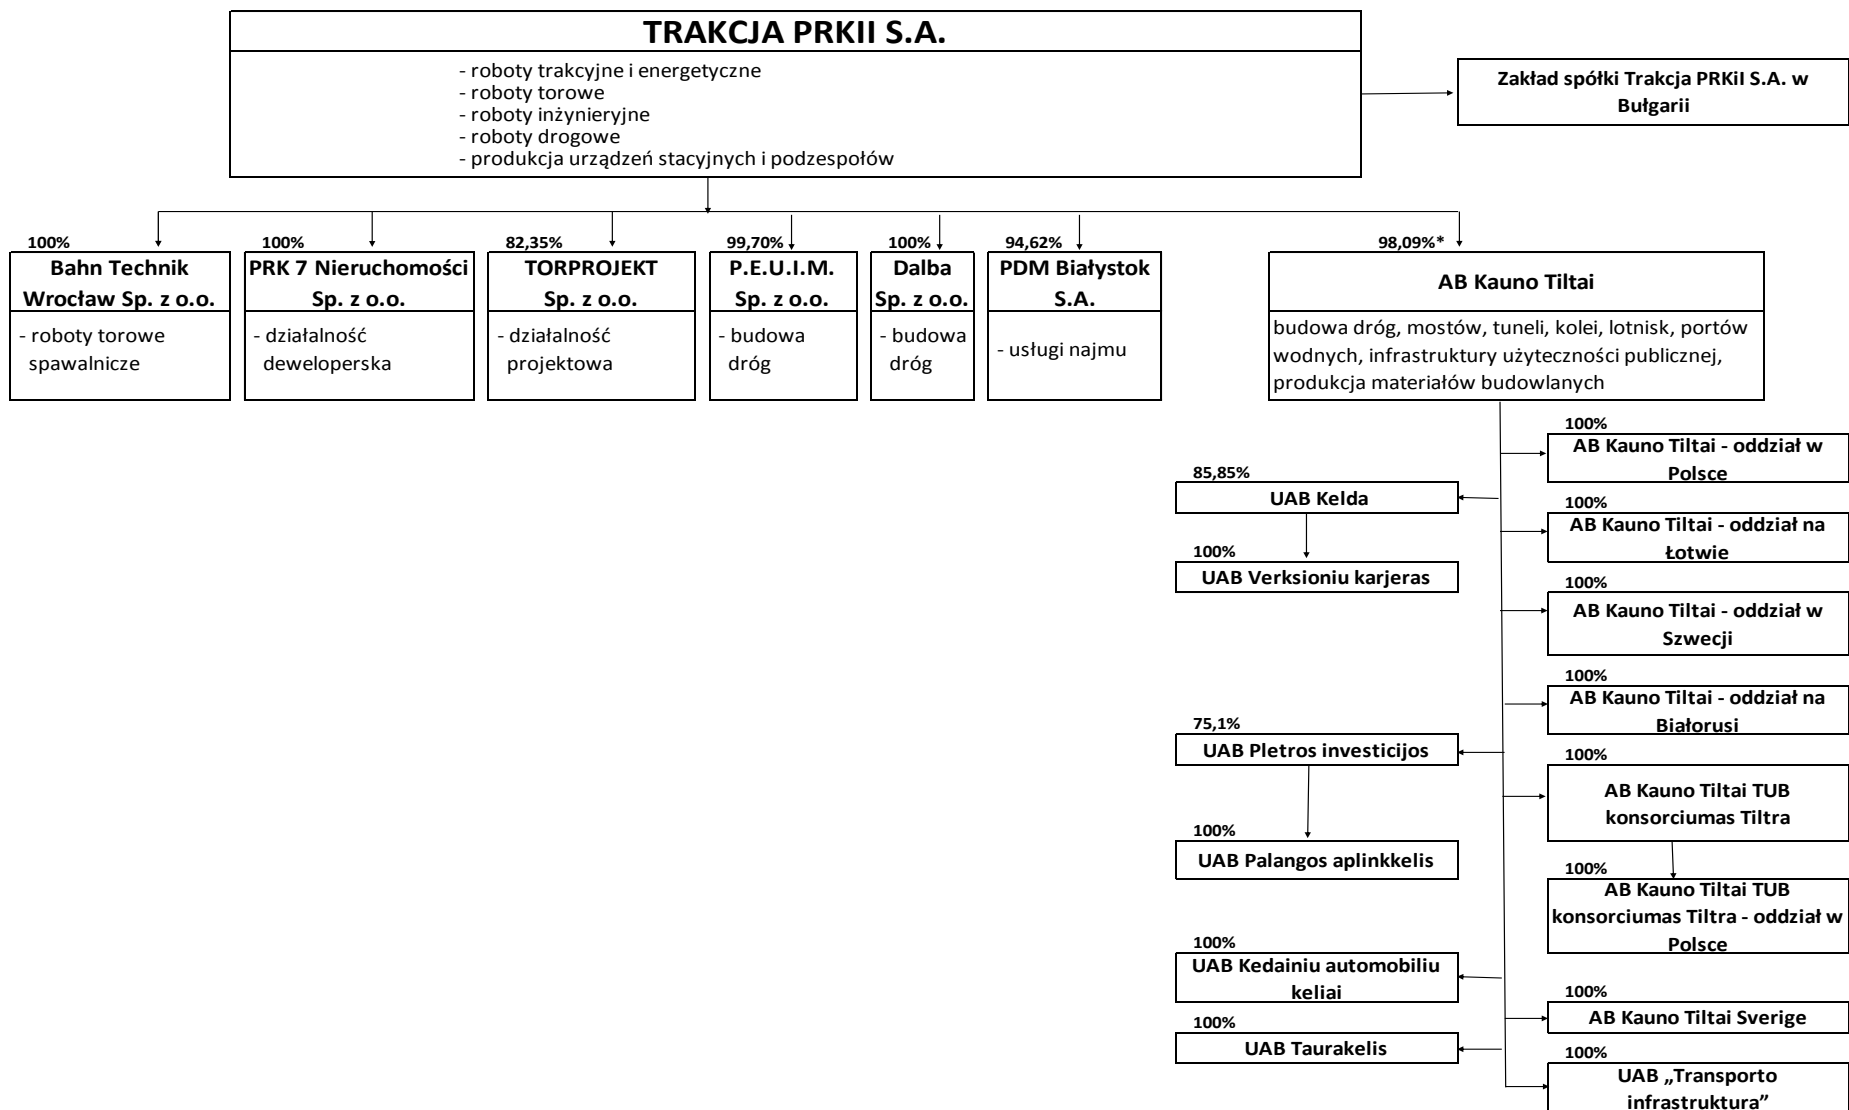 TRAKCJA PRKII S.A.
- roboty trakcyjne i energetyczne
- roboty torowe
- roboty inżynieryjne
- roboty drogowe
- produkcja urządzeń stacyjnych i podzespołów
Zakład spółki Trakcja PRKiI S.A. w
Bułgarii
100%
Bahn Technik
Wrocław Sp. z o.o.
- roboty torowe
spawalnicze
100%
PRK 7 Nieruchomości
Sp. z o.o.
- działalność
deweloperska
82,35%
TORPROJEKT
Sp. z o.o.
- działalność
projektowa
99,70%
P.E.U.I.M.
Sp. z o.o.
- budowa
dróg
100%
Dalba
Sp. z o.o.
- budowa
dróg
94,62%
PDM Białystok
S.A.
- usługi najmu
98,09%*
AB Kauno Tiltai
budowa dróg, mostów, tuneli, kolei, lotnisk, portów
wodnych, infrastruktury użyteczności publicznej,
produkcja materiałów budowlanych
85,85%
UAB Kelda
100%
UAB Verksioniu karjeras
75,1%
UAB Pletros investicijos
100%
UAB Palangos aplinkkelis
100%
UAB Kedainiu automobiliu
keliai
100%
UAB Taurakelis
100%
AB Kauno Tiltai - oddział w
Polsce
100%
AB Kauno Tiltai - oddział na
Łotwie
100%
AB Kauno Tiltai - oddział w
Szwecji
100%
AB Kauno Tiltai - oddział na
Białorusi
100%
AB Kauno Tiltai TUB
konsorciumas Tiltra
100%
AB Kauno Tiltai TUB
konsorciumas Tiltra - oddział w
Polsce
100%
AB Kauno Tiltai Sverige
100%
UAB „Transporto
infrastruktura”